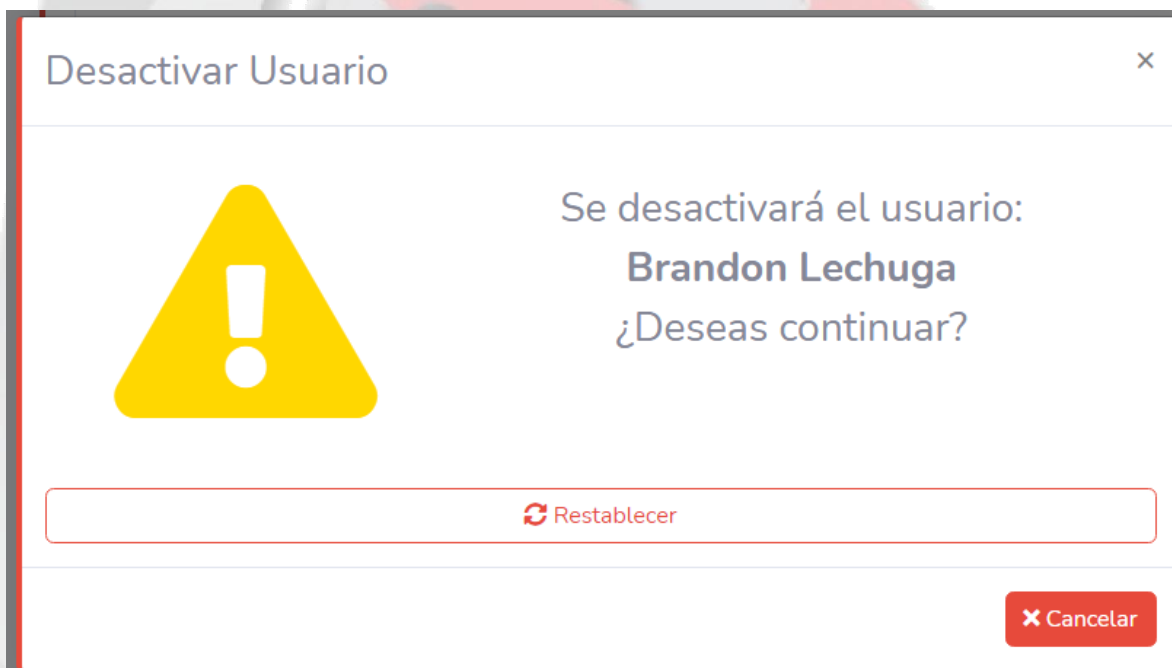 Desactivar Usuario
×
Se desactivará el usuario:
Brandon Lechuga
¿Deseas continuar?
Restablecer
Cancelar